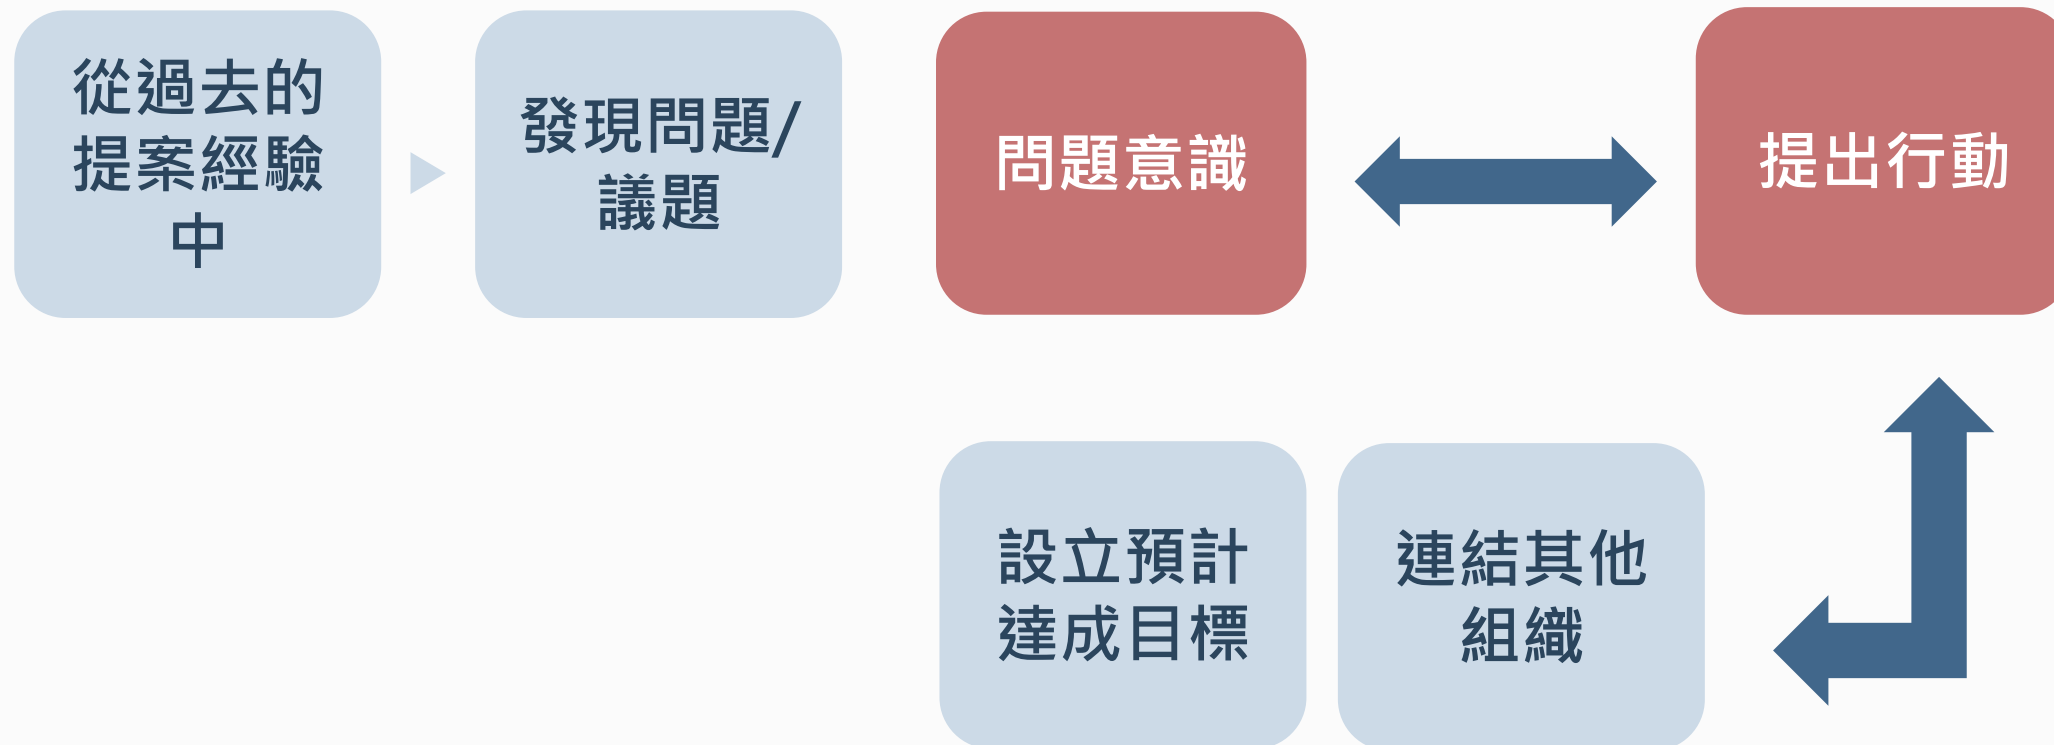 從過去的
提案經驗
中
發現問題/
議題
問題意識
提出行動
設立預計
達成目標
連結其他
組織